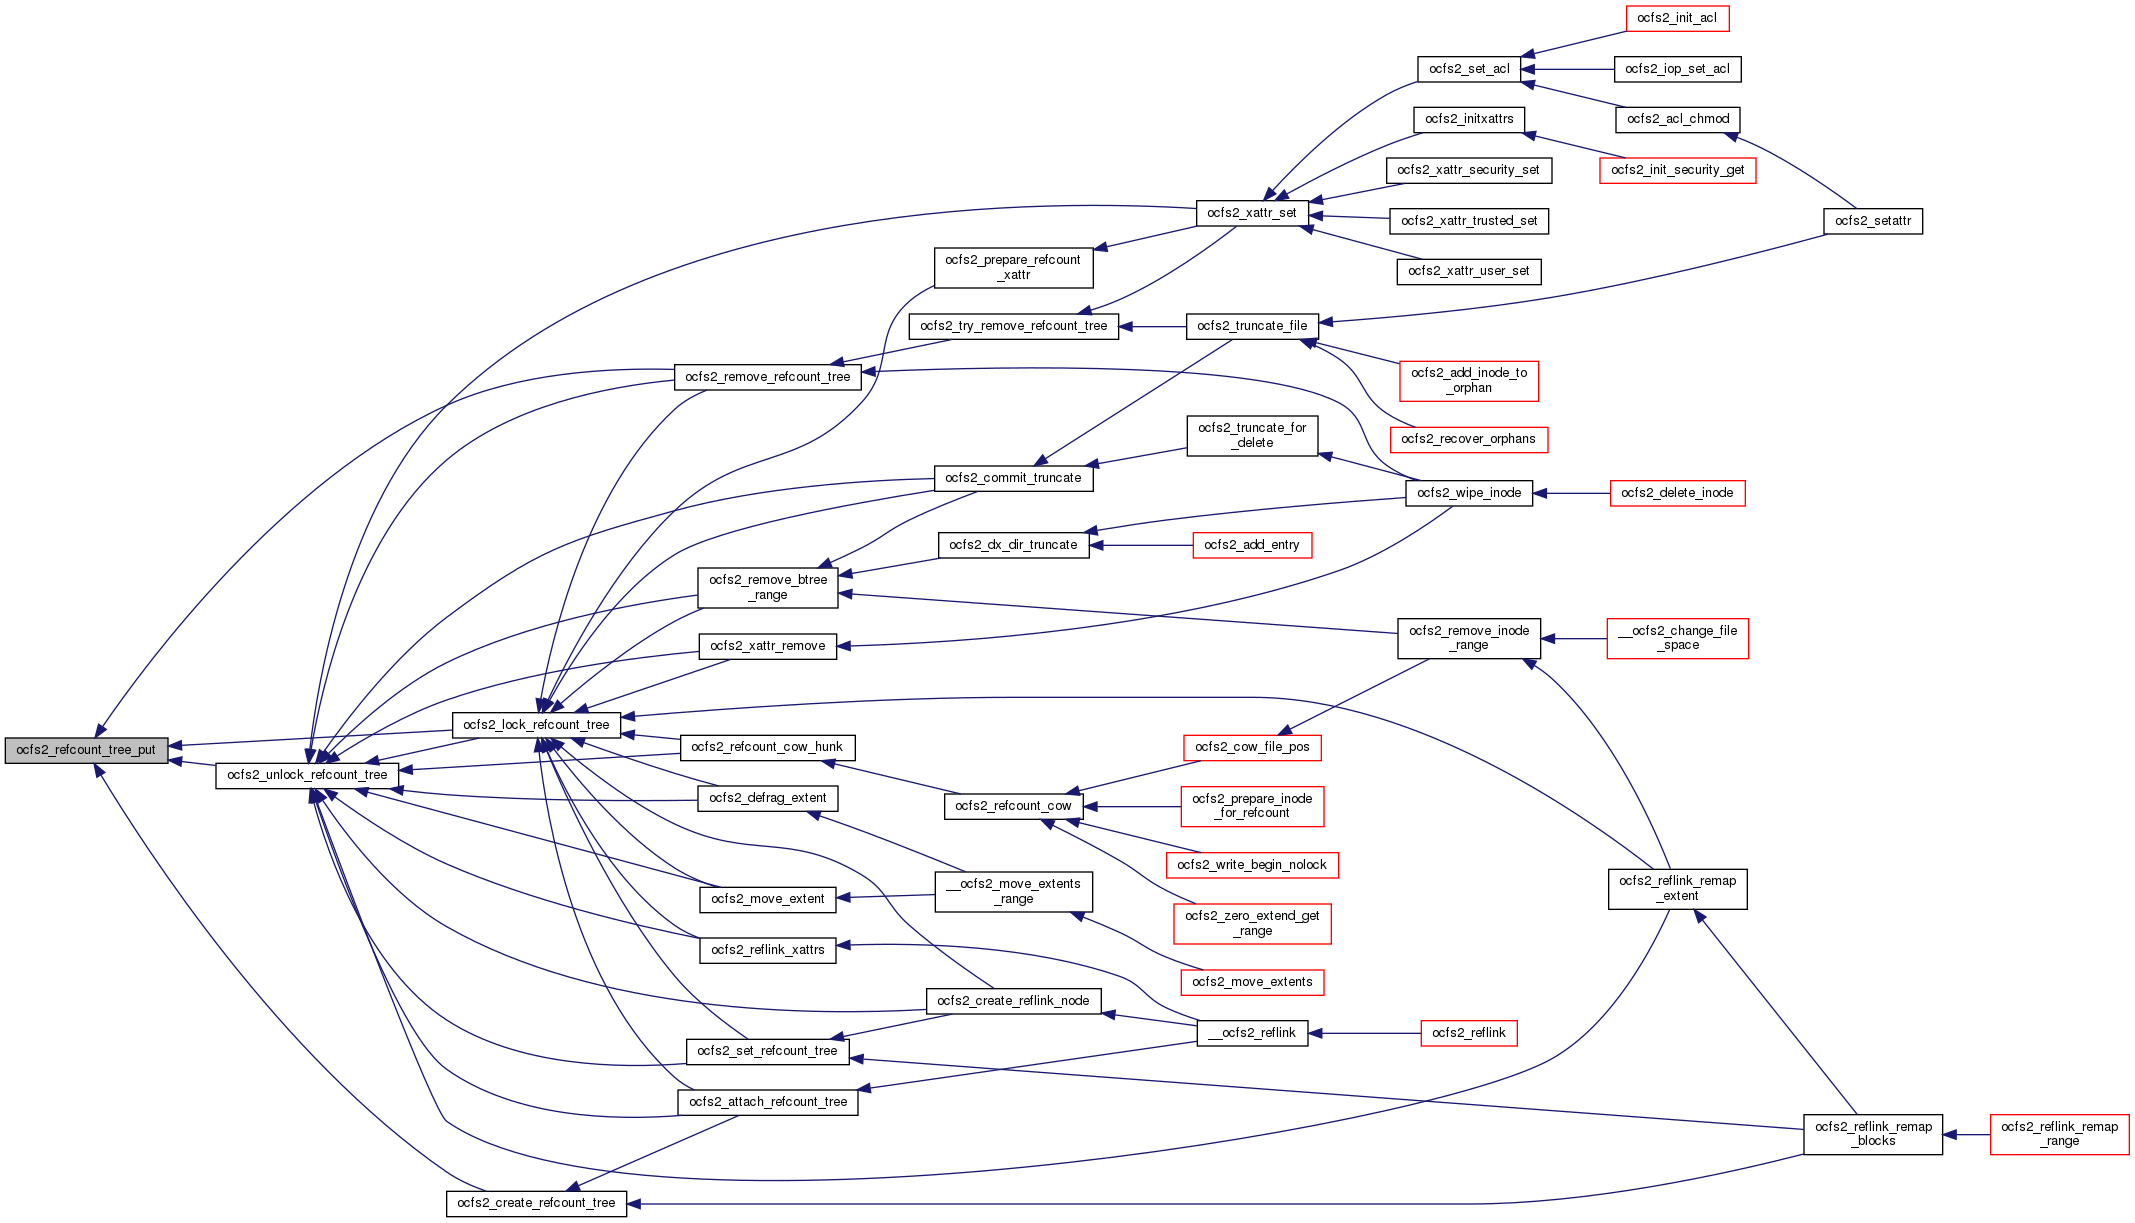 ocfs2_init_acl
ocfs2_set_acl
ocfs2_iop_set_acl
ocfs2_initxattrs
ocfs2_acl_chmod
ocfs2_xattr_security_set
ocfs2_init_security_get
ocfs2_xattr_set
ocfs2_xattr_trusted_set
ocfs2_setattr
ocfs2_prepare_refcount
_xattr
ocfs2_xattr_user_set
ocfs2_try_remove_refcount_tree
ocfs2_truncate_file
ocfs2_remove_refcount_tree
ocfs2_add_inode_to
_orphan
ocfs2_truncate_for
_delete
ocfs2_recover_orphans
ocfs2_commit_truncate
ocfs2_wipe_inode
ocfs2_delete_inode
ocfs2_dx_dir_truncate
ocfs2_add_entry
ocfs2_remove_btree
_range
ocfs2_xattr_remove
ocfs2_remove_inode
_range
__ocfs2_change_file
_space
ocfs2_lock_refcount_tree
ocfs2_refcount_tree_put
ocfs2_refcount_cow_hunk
ocfs2_cow_file_pos
ocfs2_unlock_refcount_tree
ocfs2_defrag_extent
ocfs2_refcount_cow
ocfs2_prepare_inode
_for_refcount
ocfs2_write_begin_nolock
ocfs2_move_extent
__ocfs2_move_extents
_range
ocfs2_reflink_remap
_extent
ocfs2_zero_extend_get
_range
ocfs2_reflink_xattrs
ocfs2_move_extents
ocfs2_create_reflink_node
__ocfs2_reflink
ocfs2_reflink
ocfs2_set_refcount_tree
ocfs2_attach_refcount_tree
ocfs2_reflink_remap
_blocks
ocfs2_reflink_remap
_range
ocfs2_create_refcount_tree